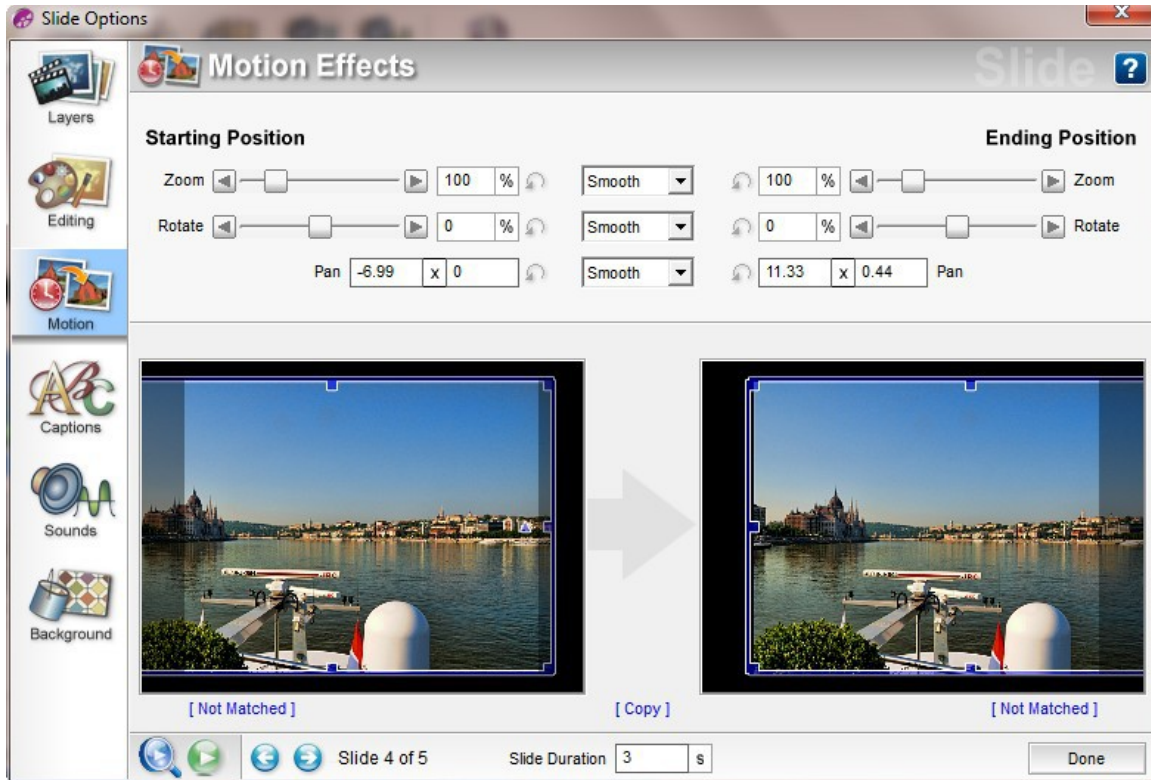 Slide Options
X
Motion Effects
Slide ?
Layers
Editing
Motion
Captions
Sounds
Background
Starting Position
Ending Position
Zoom 100 % Smooth 100 % Zoom
Rotate 0 % Smooth 0 % Rotate
Pan -6.99 x 0 Smooth 11.33 x 0.44 Pan
[ Not Matched ] [ Copy ] [ Not Matched ]
Slide 4 of 5 Slide Duration 3 s Done